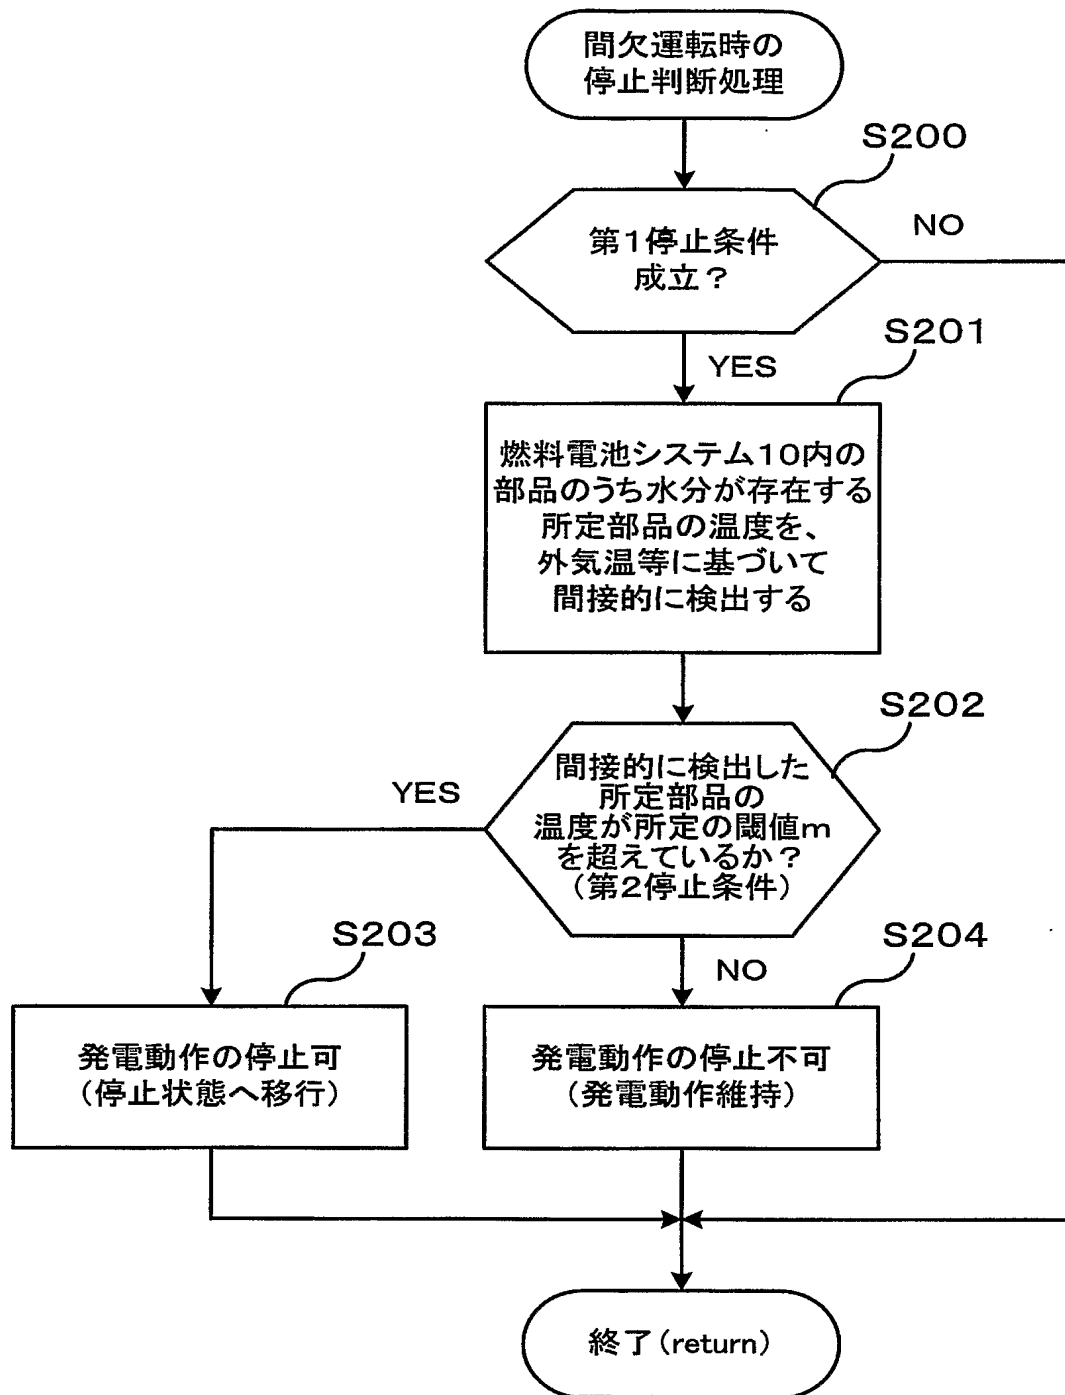 間欠運転時の
停止判断処理
S200
第1停止条件
成立?
NO
YES
S201
燃料電池システム10内の
部品のうち水分が存在する
所定部品の温度を、
外気温等に基づいて
間接的に検出する
S202
間接的に検出した
所定部品の
温度が所定の閾値m
を超えているか?
(第2停止条件)
YES
NO
S203
発電動作の停止可
(停止状態へ移行)
S204
発電動作の停止不可
(発電動作維持)
終了(return)